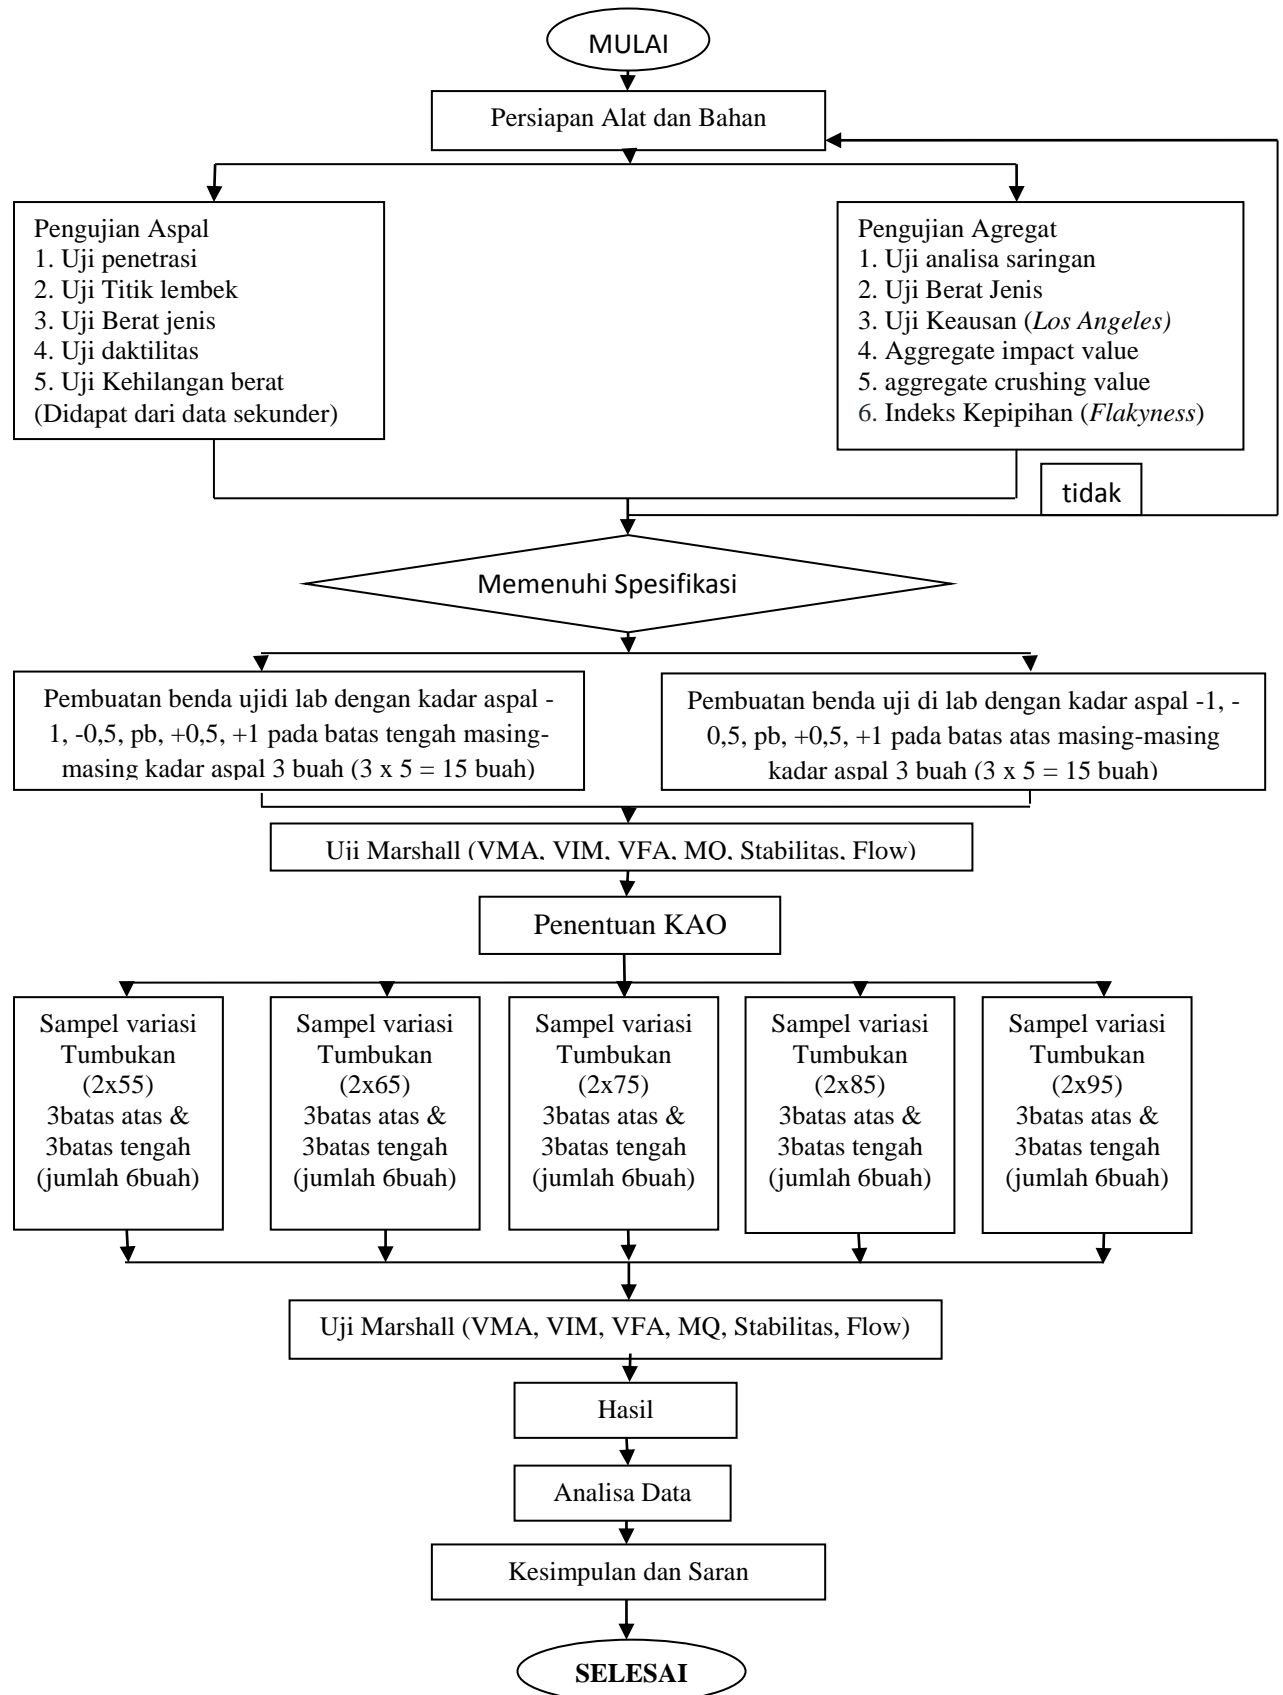 MULAI
Persiapan Alat dan Bahan
Pengujian Aspal
1. Uji penetrasi
2. Uji Titik lembek
3. Uji Berat jenis
4. Uji daktilitas
5. Uji Kehilangan berat
(Didapat dari data sekunder)
Pengujian Agregat
1. Uji analisa saringan
2. Uji Berat Jenis
3. Uji Keausan (Los Angeles)
4. Aggregate impact value
5. aggregate crushing value
6. Indeks Kepipihan (Flakyness)
tidak
Memenuhi Spesifikasi
Pembuatan benda ujidi lab dengan kadar aspal -
1, -0,5, pb, +0,5, +1 pada batas tengah masing-
masing kadar aspal 3 buah (3 x 5 = 15 buah)
Pembuatan benda uji di lab dengan kadar aspal -1, -
0,5, pb, +0,5, +1 pada batas atas masing-masing
kadar aspal 3 buah (3 x 5 = 15 buah)
Uji Marshall (VMA, VIM, VFA, MQ, Stabilitas, Flow)
Penentuan KAO
Sampel variasi
Tumbukan
(2x55)
3batas atas &
3batas tengah
(jumlah 6buah)
Sampel variasi
Tumbukan
(2x65)
3batas atas &
3batas tengah
(jumlah 6buah)
Sampel variasi
Tumbukan
(2x75)
3batas atas &
3batas tengah
(jumlah 6buah)
Sampel variasi
Tumbukan
(2x85)
3batas atas &
3batas tengah
(jumlah 6buah)
Sampel variasi
Tumbukan
(2x95)
3batas atas &
3batas tengah
(jumlah 6buah)
Uji Marshall (VMA, VIM, VFA, MQ, Stabilitas, Flow)
Hasil
Analisa Data
Kesimpulan dan Saran
SELESAI